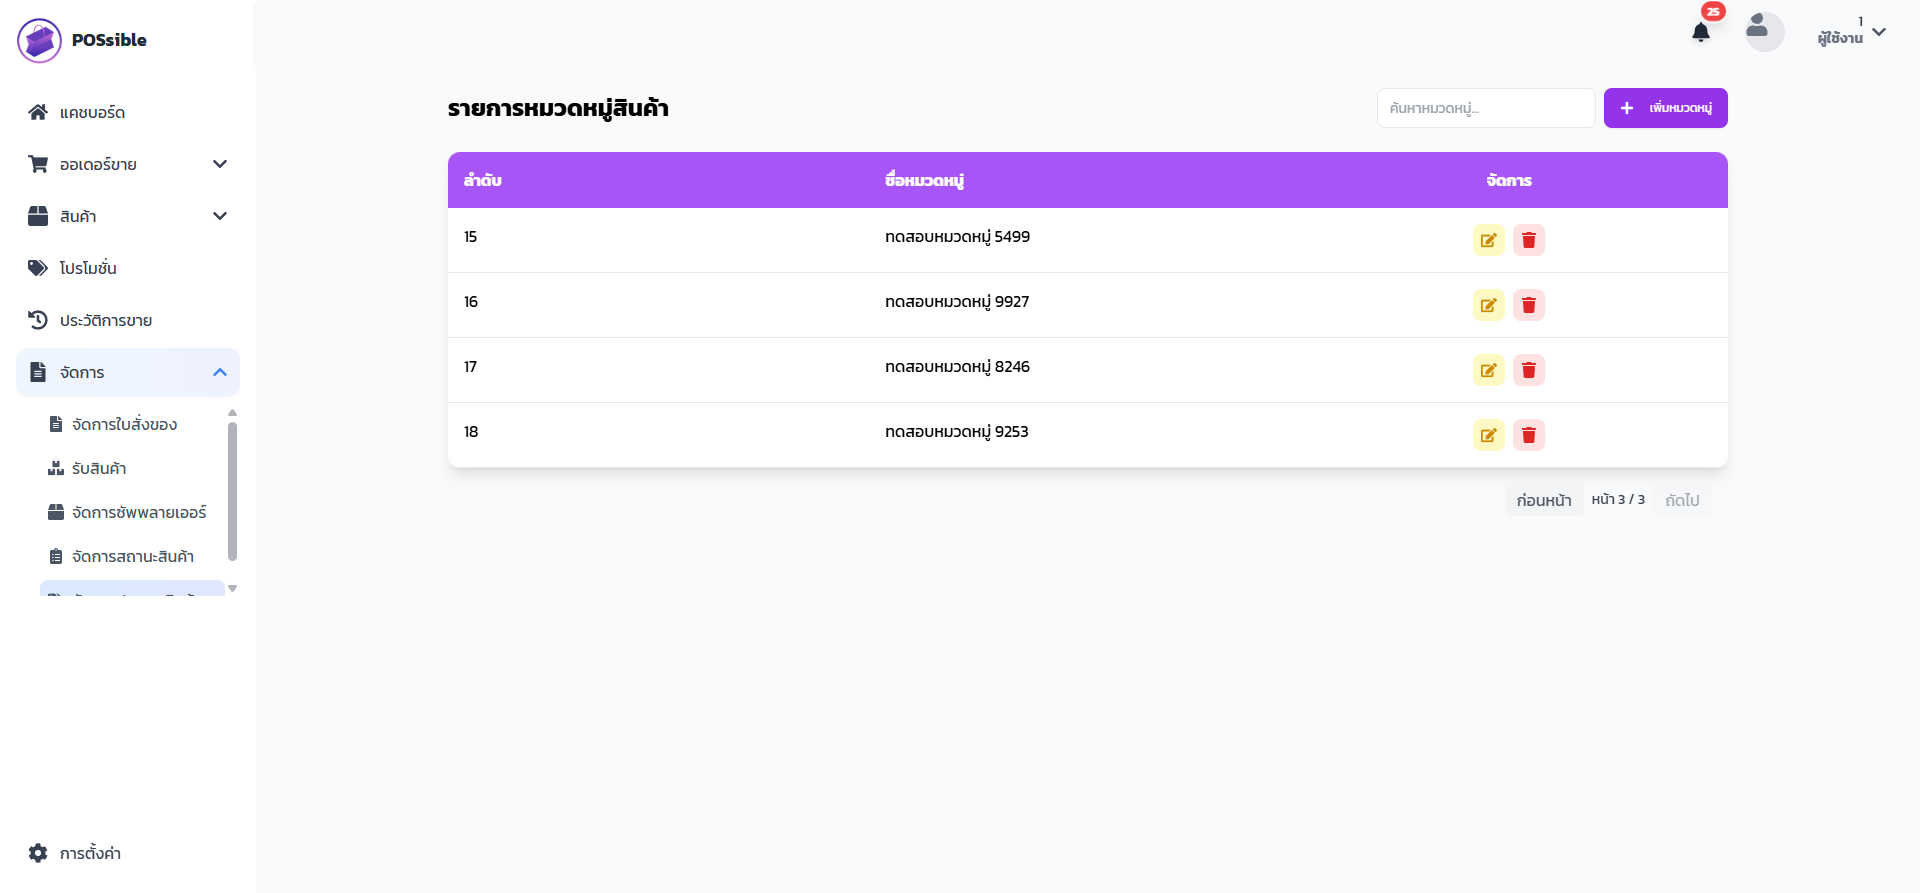 POSsible
25
1
ผู้ใช้งาน
แคชบอร์ด
ออเดอร์ขาย
สินค้า
โปรโมชั่น
ประวัติการขาย
จัดการ
จัดการใบสั่งของ
รับสินค้า
จัดการซัพพลายเออร์
จัดการสถานะสินค้า
การตั้งค่า
รายการหมวดหมู่สินค้า
ค้นหาหมวดหมู่...
เพิ่มหมวดหมู่
ลำดับ ชื่อหมวดหมู่ จัดการ
15 ทดสอบหมวดหมู่ 5499
16 ทดสอบหมวดหมู่ 9927
17 ทดสอบหมวดหมู่ 8246
18 ทดสอบหมวดหมู่ 9253
ก่อนหน้า หน้า 3 / 3 ถัดไป